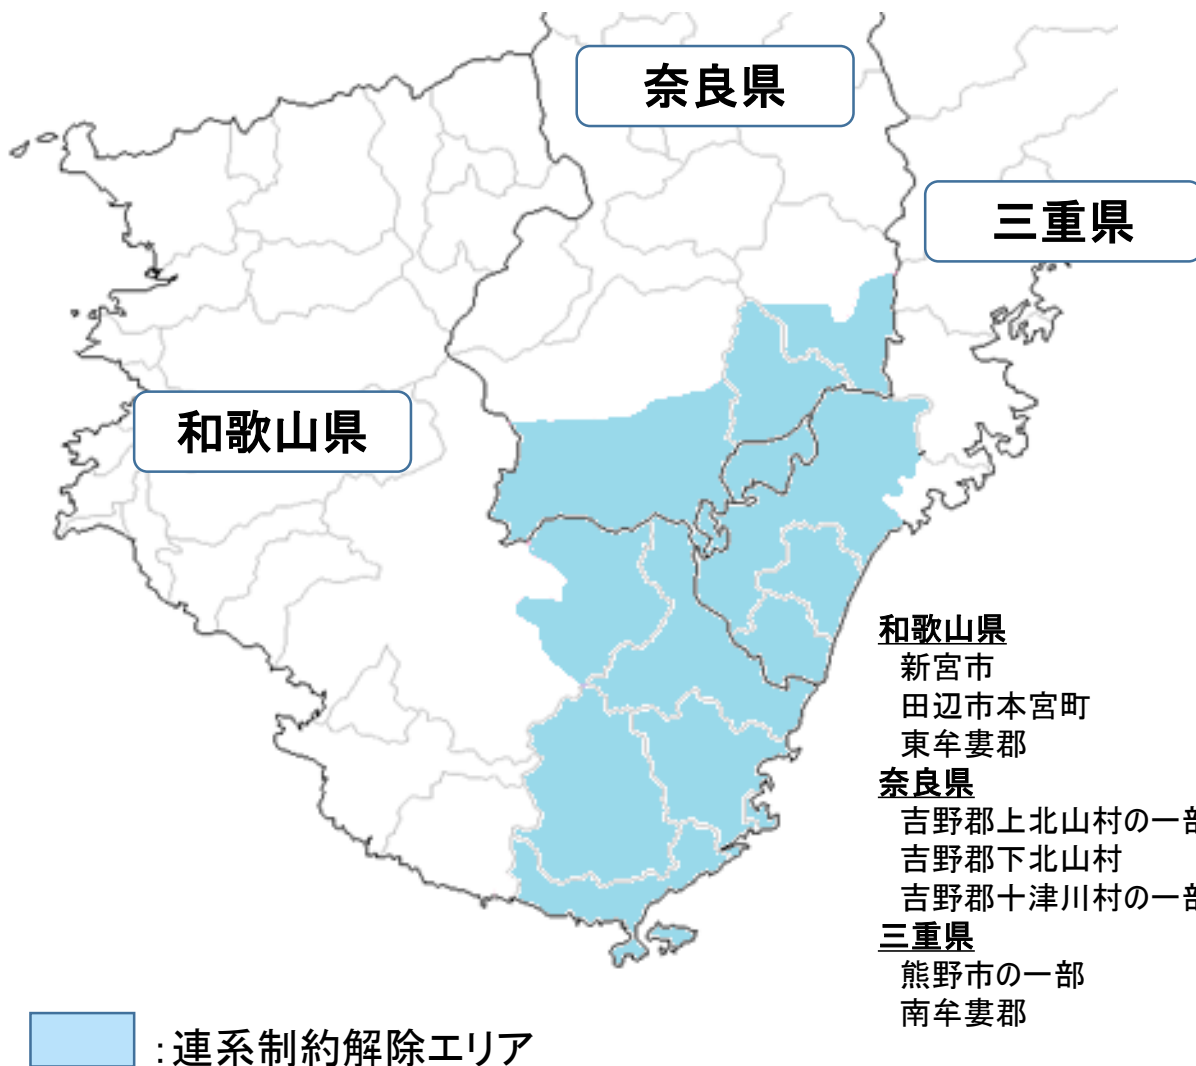 奈良県
三重県
和歌山県
和歌山県
新宮市
田辺市本宮町
東牟婁郡
奈良県
吉野郡上北山村の一部
吉野郡下北山村
吉野郡十津川村の一部
三重県
熊野市の一部
南牟婁郡
:連系制約解除エリア